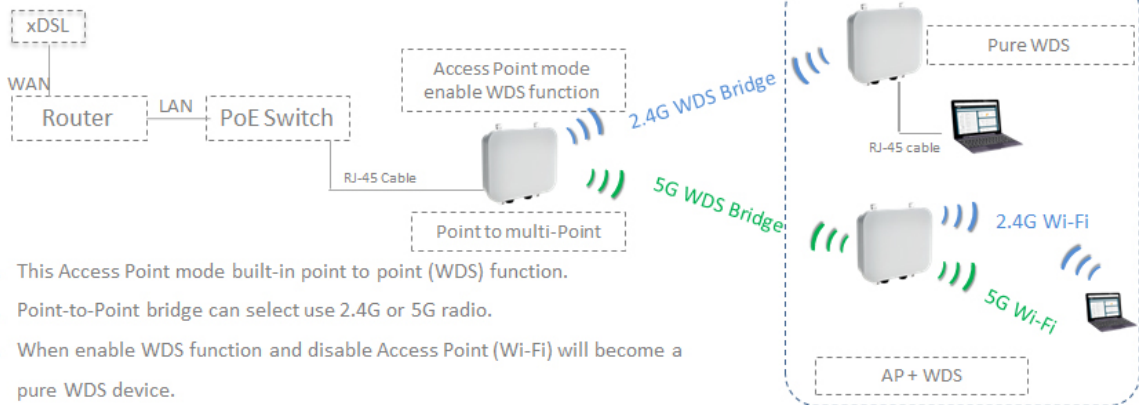 xDSL
WAN
Router
LAN
PoE Switch
RJ-45 Cable
Access Point mode
enable WDS function
Point to multi-Point
2.4G WDS Bridge
5G WDS Bridge
Pure WDS
RJ-45 cable
2.4G Wi-Fi
5G Wi-Fi
AP + WDS
This Access Point mode built-in point to point (WDS) function.
Point-to-Point bridge can select use 2.4G or 5G radio.
When enable WDS function and disable Access Point (Wi-Fi) will become a
pure WDS device.